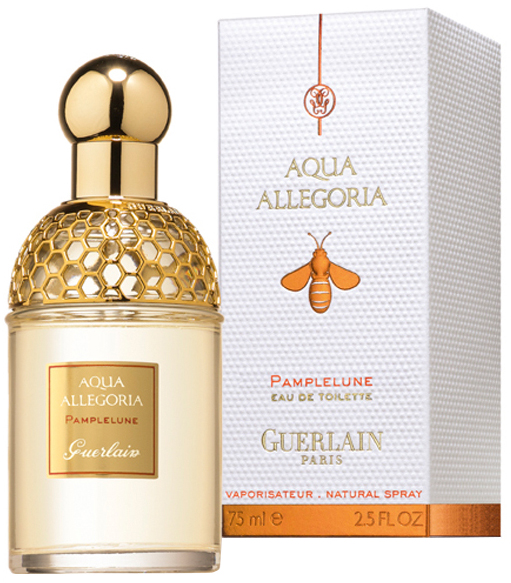 AQUA
ALLEGORIA
PAMPLELUNE
Guerlain
AQUA
ALLEGORIA
PAMPLELUNE
EAU DE TOILETTE
GUERLAIN
PARIS
VAPORISATEUR . NATURAL SPRAY
75 ml e 2.5 FL OZ